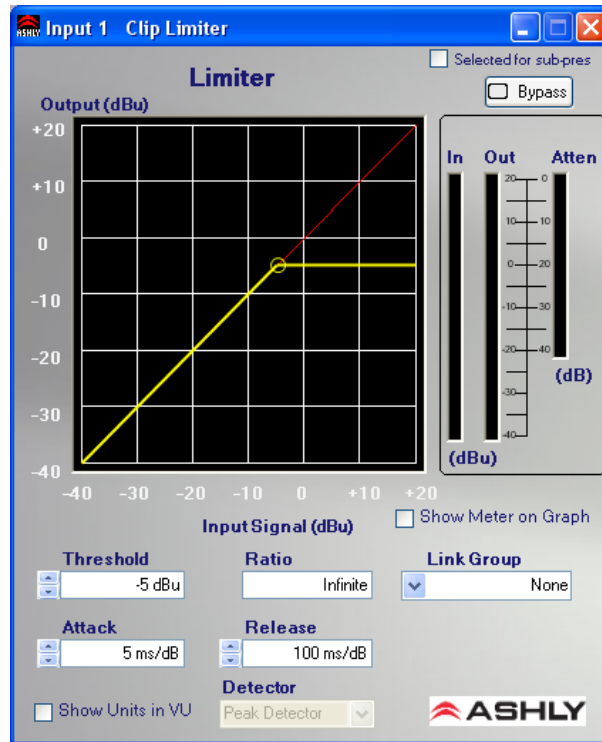 ASHLY Input 1 Clip Limiter
Selected for sub-pres
Limiter
Bypass
Output (dBu)
+20
+10
0
-10
-20
-30
-40
-40 -30 -20 -10 0 +10 +20
Input Signal (dBu)
In Out Atten
20 0
10 10
0 20
-10 30
-20 40
-30
-40
(dB)
(dBu)
Show Meter on Graph
Threshold Ratio Link Group
-5 dBu Infinite None
Attack Release
5 ms/dB 100 ms/dB
Detector
Show Units in VU Peak Detector
ASHLY